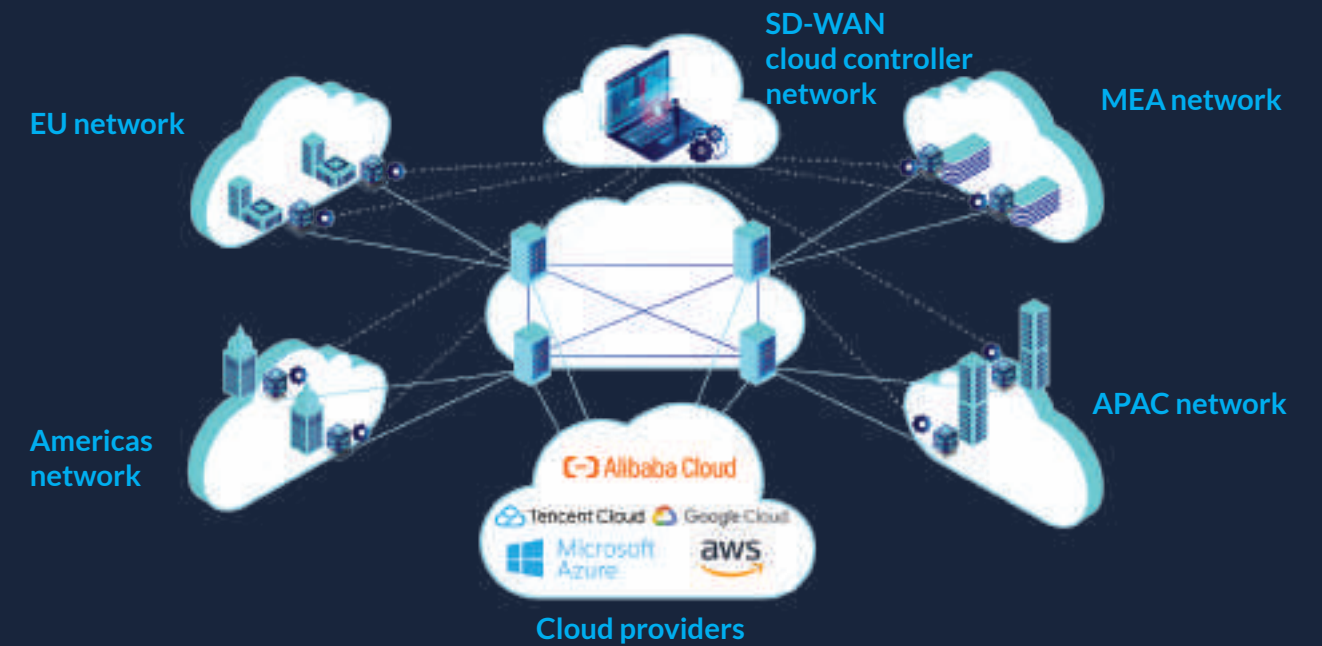 SD-WAN
cloud controller
network
EU network
MEA network
Americas
network
APAC network
Alibaba Cloud
Tencent Cloud Google Cloud
Microsoft
Azure
aws
Cloud providers